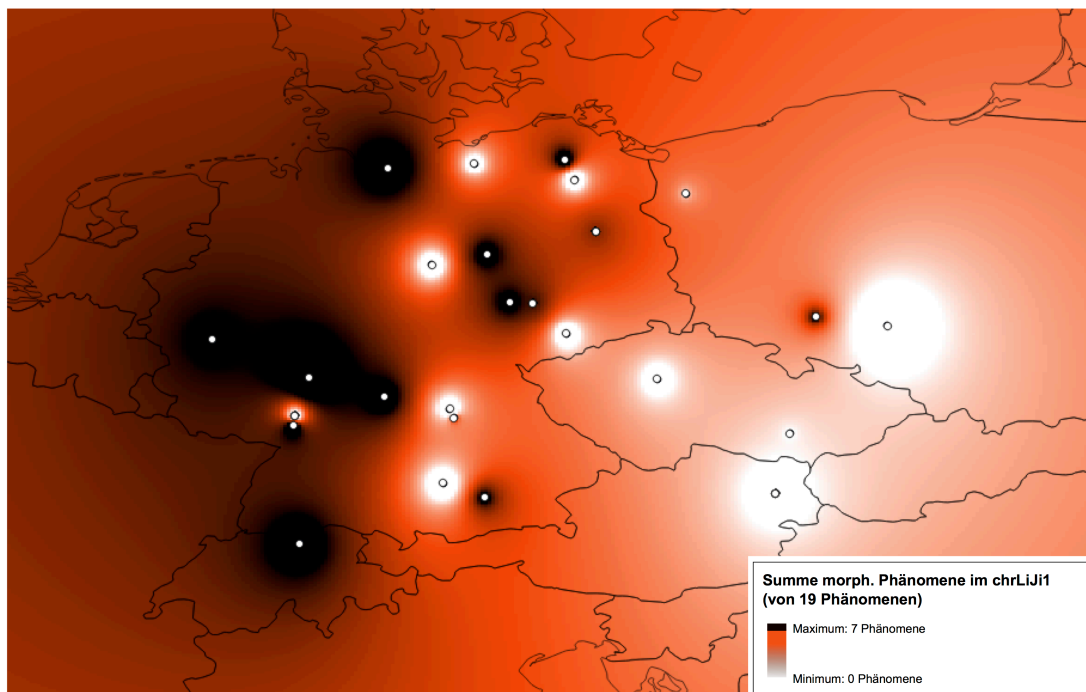 Summe morph. Phänomene im chrLiJi1
(von 19 Phänomenen)
Maximum: 7 Phänomene
Minimum: 0 Phänomene